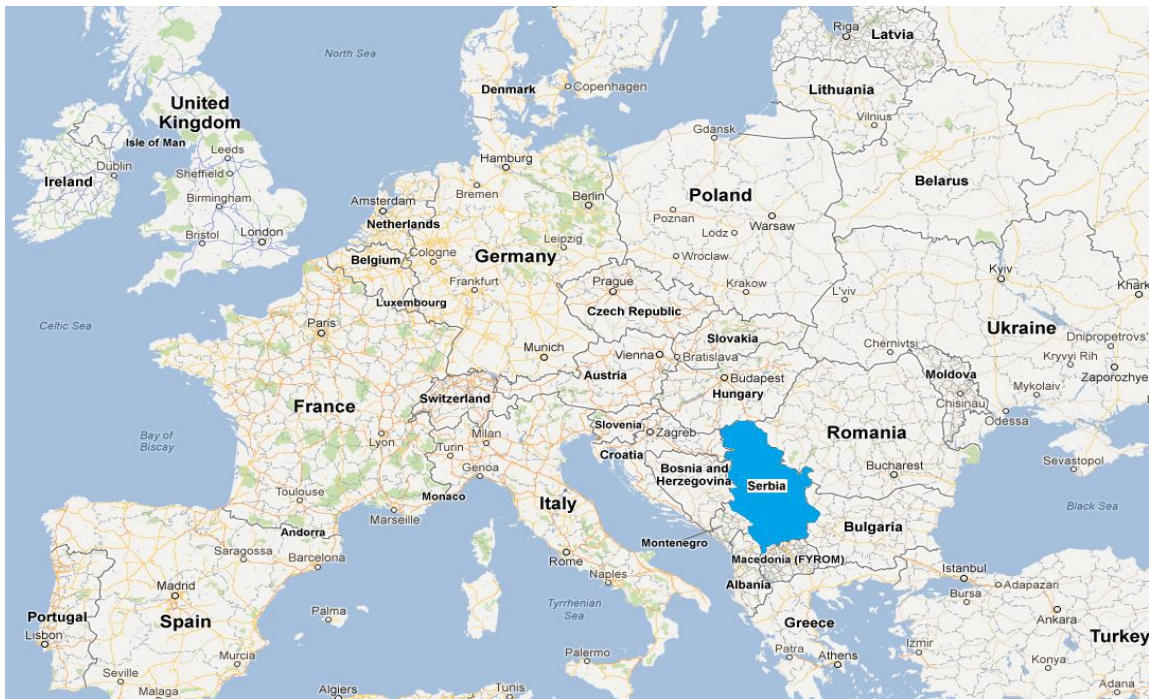 North Sea
Riga
Latvia
Denmark
Copenhagen
Lithuania
Vilnius
United
Kingdom
Isle of Man
Leeds
Dublin
Sheffield
Ireland
Birmingham
Bristol
London
Gdansk
Hamburg
Bremen
Berlin
Amsterdam
Netherlands
Poland
Poznan
Warsaw
Lodz
Belarus
Belgium
Cologne
Leipzig
Germany
Wroclaw
Frankfurt
Luxembourg
Prague
Czech Republic
Krakow
L'viv
Kyiv
Khark
Celtic Sea
Paris
Ukraine
Dnipropetrovs'
Slovakia
Chernivtsi
Kryvyi Rih
Munich
Vienna
Bratislava
Zaporozhye
Moldova
Austria
Budapest
Hungary
Mykolaiv
Chisinau
Switzerland
France
Odessa
Slovenia
Zagreb
Romania
Bay of
Biscay
Lyon
Milan
Turin
Croatia
Genoa
Bosnia and
Herzegovina
Bucharest
Sevastopol
Serbia
Toulouse
Monaco
Italy
Marseille
Black Sea
Andorra
Bulgaria
Montenegro
Saragossa
Barcelona
Rome
Macedonia (FYROM)
Istanbul
Madrid
Naples
Albania
Adapazari
Bursa
Portugal
Spain
Palma
Tyrrhenian
Sea
Greece
Ankara
Lisbon
Turkey
Izmir
Patra
Athens
Konya
Murcia
Palermo
Seville
Malaga
Algiers
Tunis
Adana